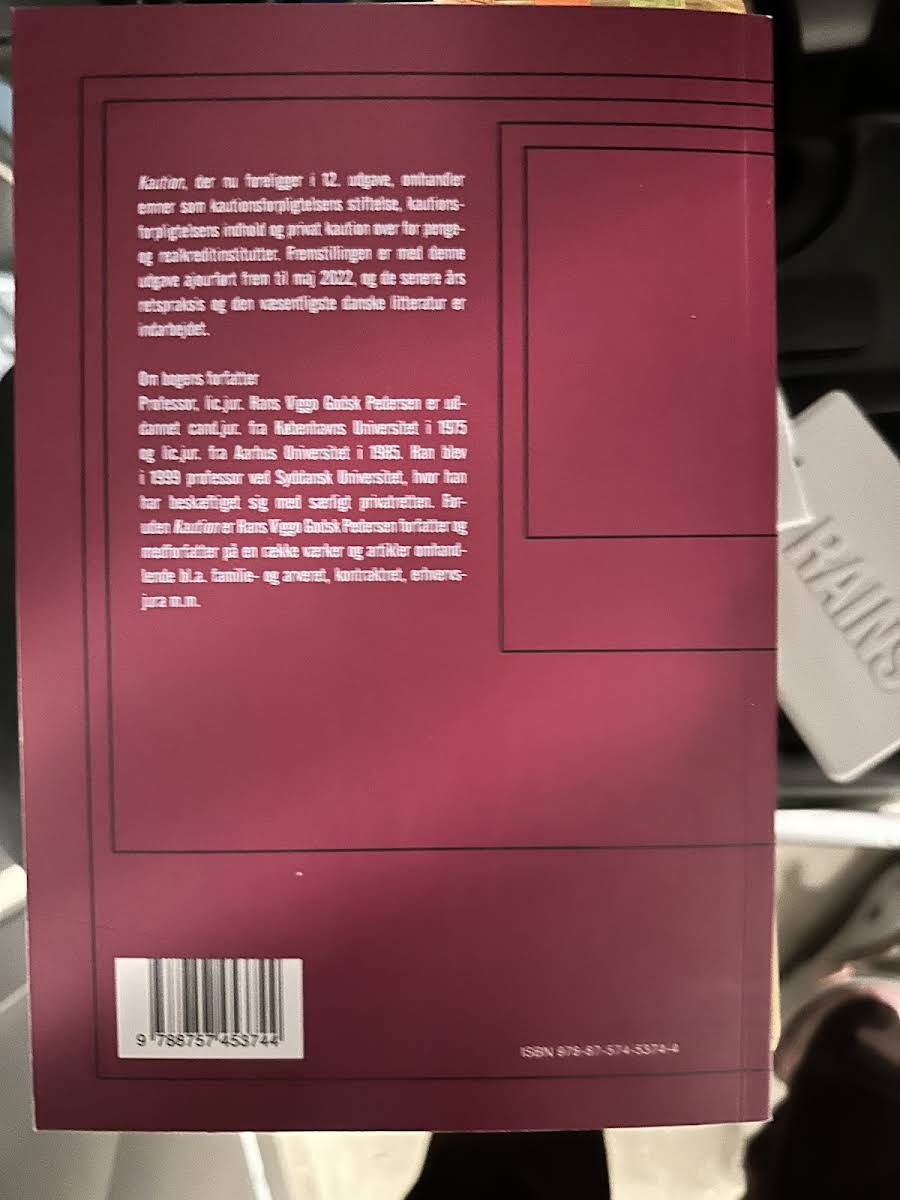 Kaution, der nu foreligger i 12. udgave, omhandler
emner som kautionsforpligtelsens stiftelse, kautions-
forpligtelsens indhold og privat kaution over for penge-
og realkreditinstitutter. Fremstillingen er med denne
udgave ajourført frem til maj 2022, og de senere års
retspraksis og den væsentligste danske litteratur er
indarbejdet.
Om bogens forfatter
Professor, lic.jur. Hans Viggo Godsk Pedersen er ud-
dannet cand.jur. fra Københavns Universitet i 1975
og lic.jur. fra Aarhus Universitet i 1985. Han blev
i 1999 professor ved Syddansk Universitet, hvor han
har beskæftiget sig med særligt privatretten. For-
uden Kaution er Hans Viggo Godsk Pedersen forfatter og
medforfatter på en række værker og artikler omhand-
lende bl.a. familie- og arveret, kontraktret, erhvervs-
jura m.m.
RAINS
9 788757 453744
ISBN 978-87-574-5374-4